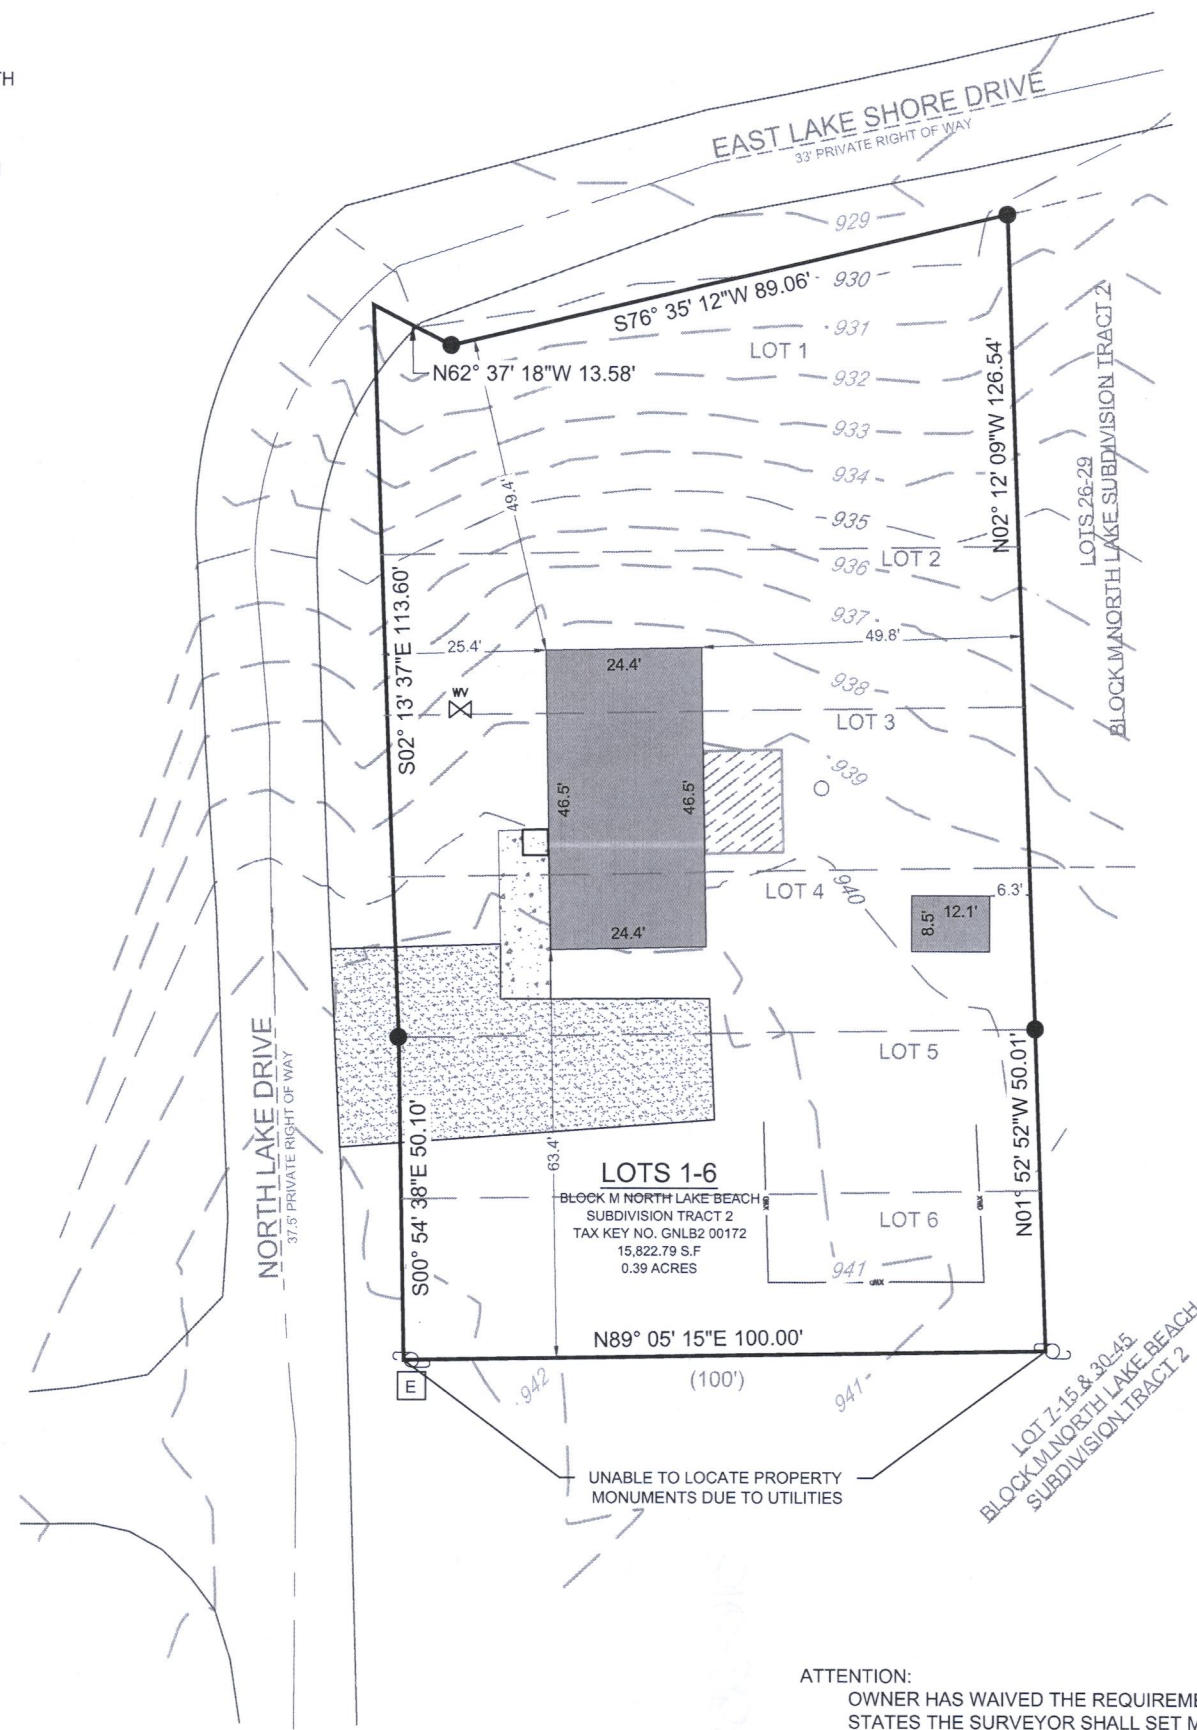 TH
EAST LAKE SHORE DRIVE
33' PRIVATE RIGHT OF WAY
929
930
S76° 35' 12"W 89.06'
931
LOT 1
N62° 37' 18"W 13.58'
932
933
934
935
N02° 12' 09"W 126.54'
LOTS 26-29
BLOCK M NORTH LAKE SUBDIVISION TRACT 2
49.4'
LOT 2
936
937
S02° 13' 37"E 113.60'
25.4'
24.4'
49.8'
938
WV
LOT 3
939
46.5'
46.5'
LOT 4
940
6.3'
12.1'
8.5'
24.4'
LOT 5
NORTH LAKE DRIVE
37.5' PRIVATE RIGHT OF WAY
S00° 54' 38"E 50.10'
63.4'
N01° 52' 52"W 50.01'
LOTS 1-6
BLOCK M NORTH LAKE BEACH
SUBDIVISION TRACT 2
TAX KEY NO. GNLB2 00172
15,822.79 S.F
0.39 ACRES
LOT 6
941
N89° 05' 15"E 100.00'
(100')
E
942
941
LOT 7-15 & 30-45
BLOCK M NORTH LAKE BEACH
SUBDIVISION TRACT 2
UNABLE TO LOCATE PROPERTY
MONUMENTS DUE TO UTILITIES
ATTENTION:
OWNER HAS WAIVED THE REQUIREME
STATES THE SURVEYOR SHALL SET M